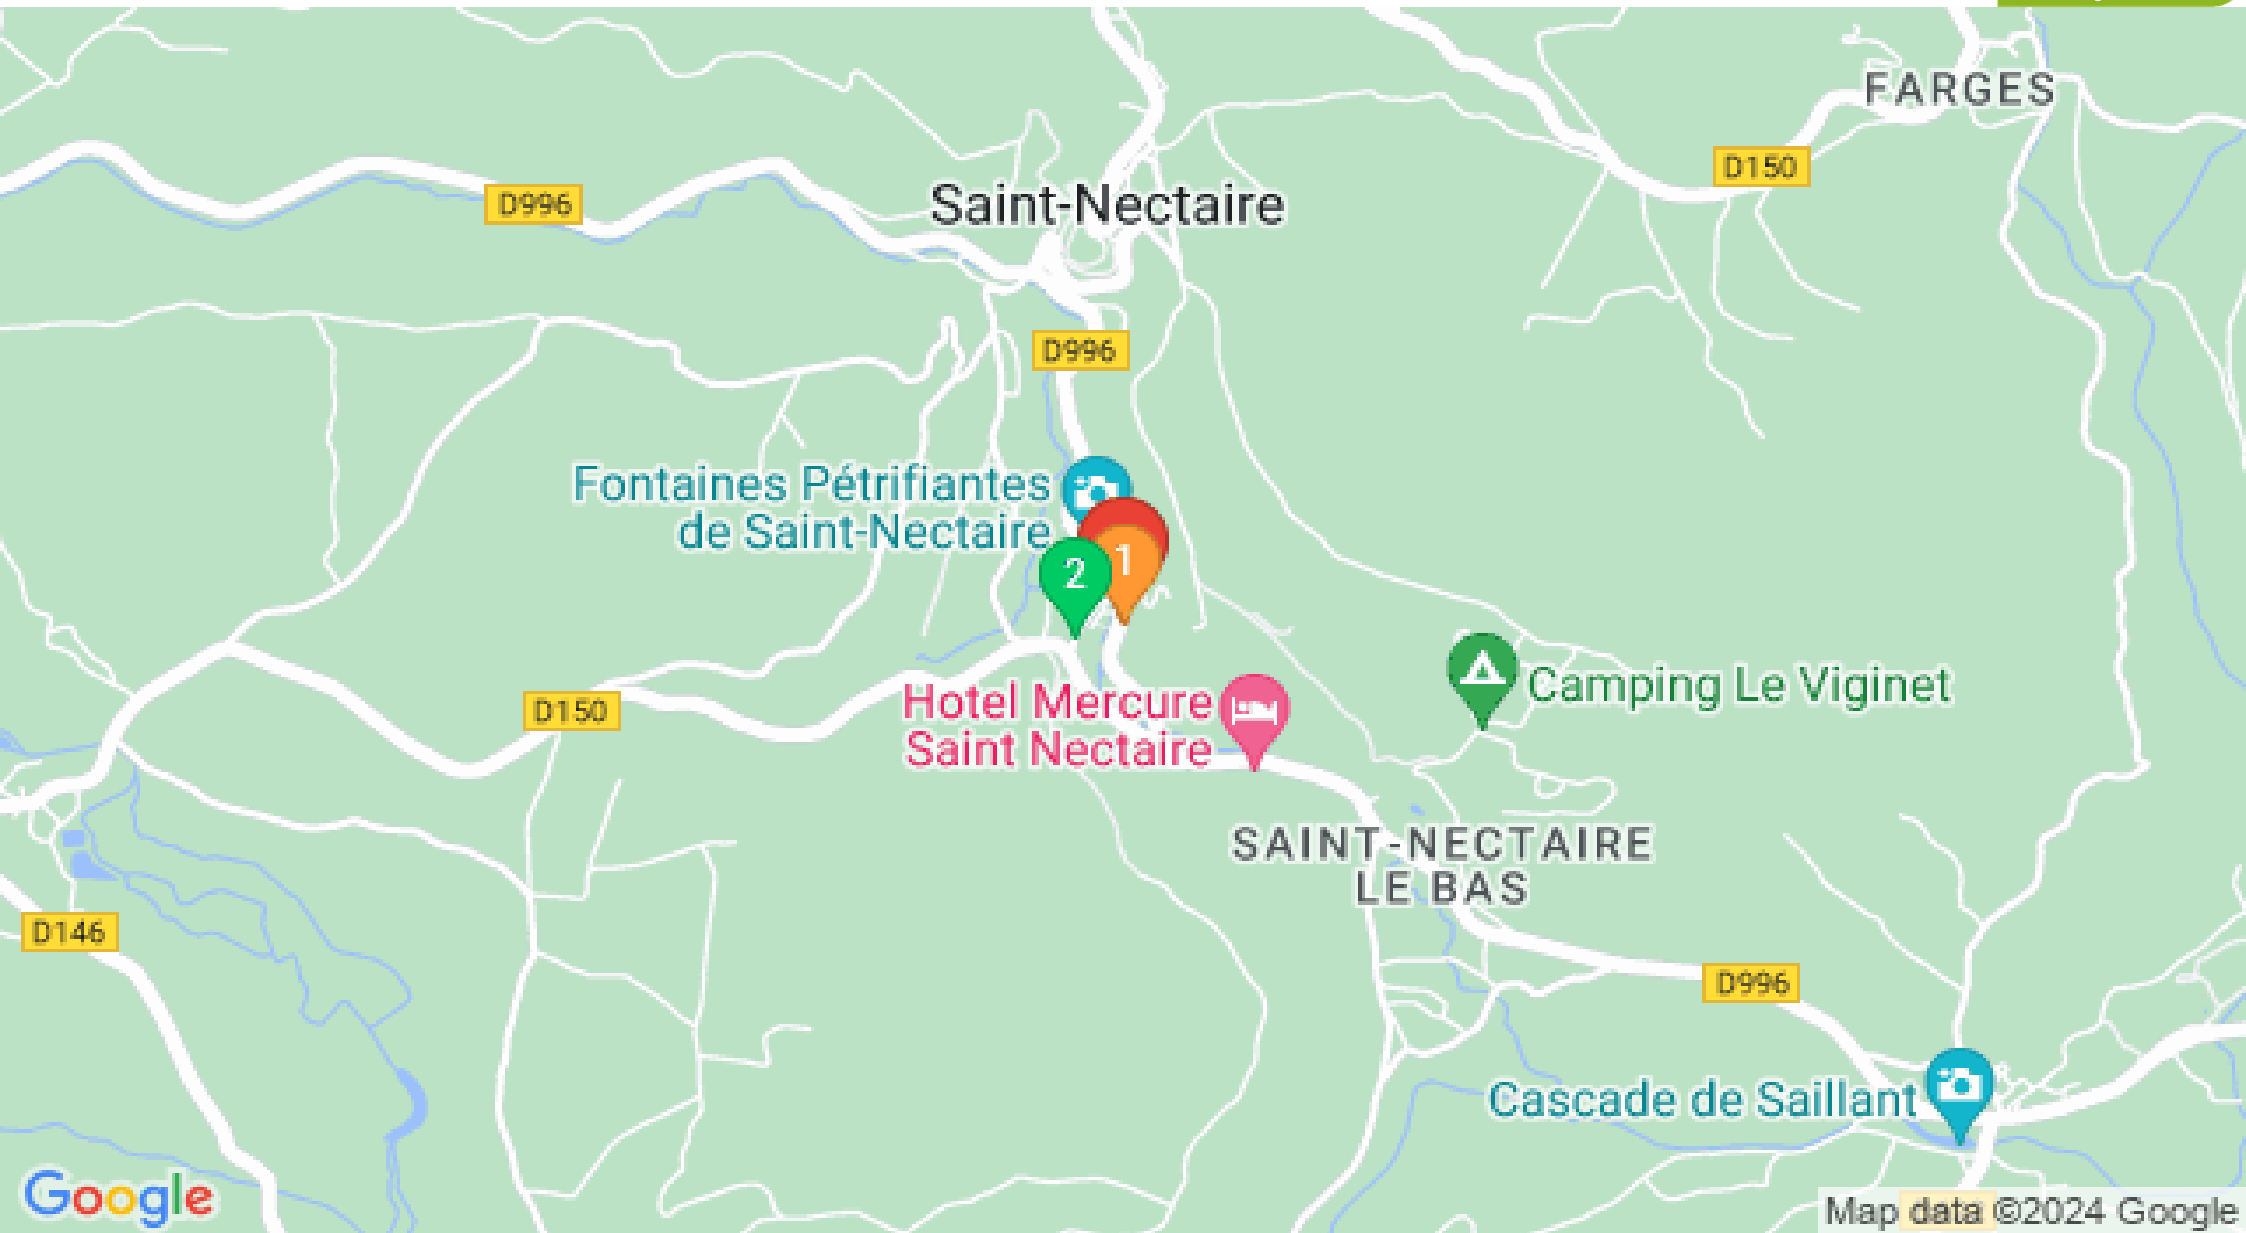 FARGES
D150
Saint-Nectaire
D996
D996
Fontaines Pétrifiantes
de Saint-Nectaire
1
2
Camping Le Viginet
Hotel Mercure
Saint Nectaire
D150
SAINT-NECTAIRE
LE BAS
D146
D996
Cascade de Saillant
Google
Map data ©2024 Google